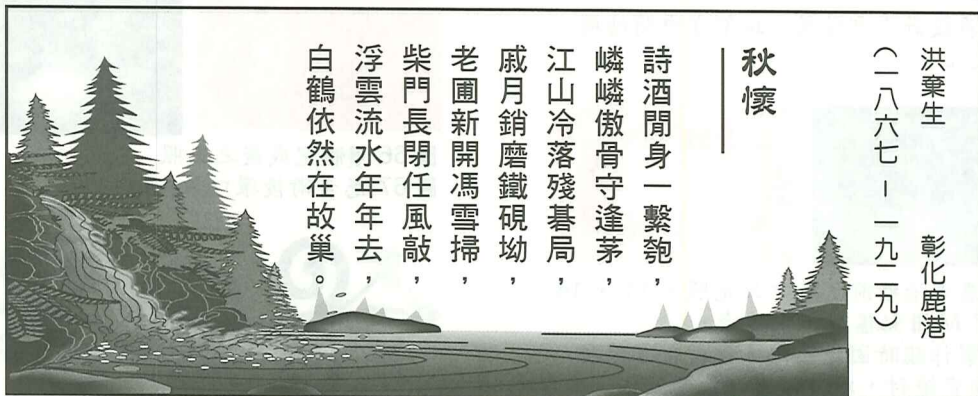 洪棄生 彰化鹿港
（一八六七－一九二九）
秋懷
詩酒閒身一繫匏，
嶙嶙傲骨守逢茅，
江山冷落殘碁局，
戚月銷磨鐵硯坳，
老圃新開馮雪掃，
柴門長閉任風敲，
浮雲流水年年去，
白鶴依然在故巢。